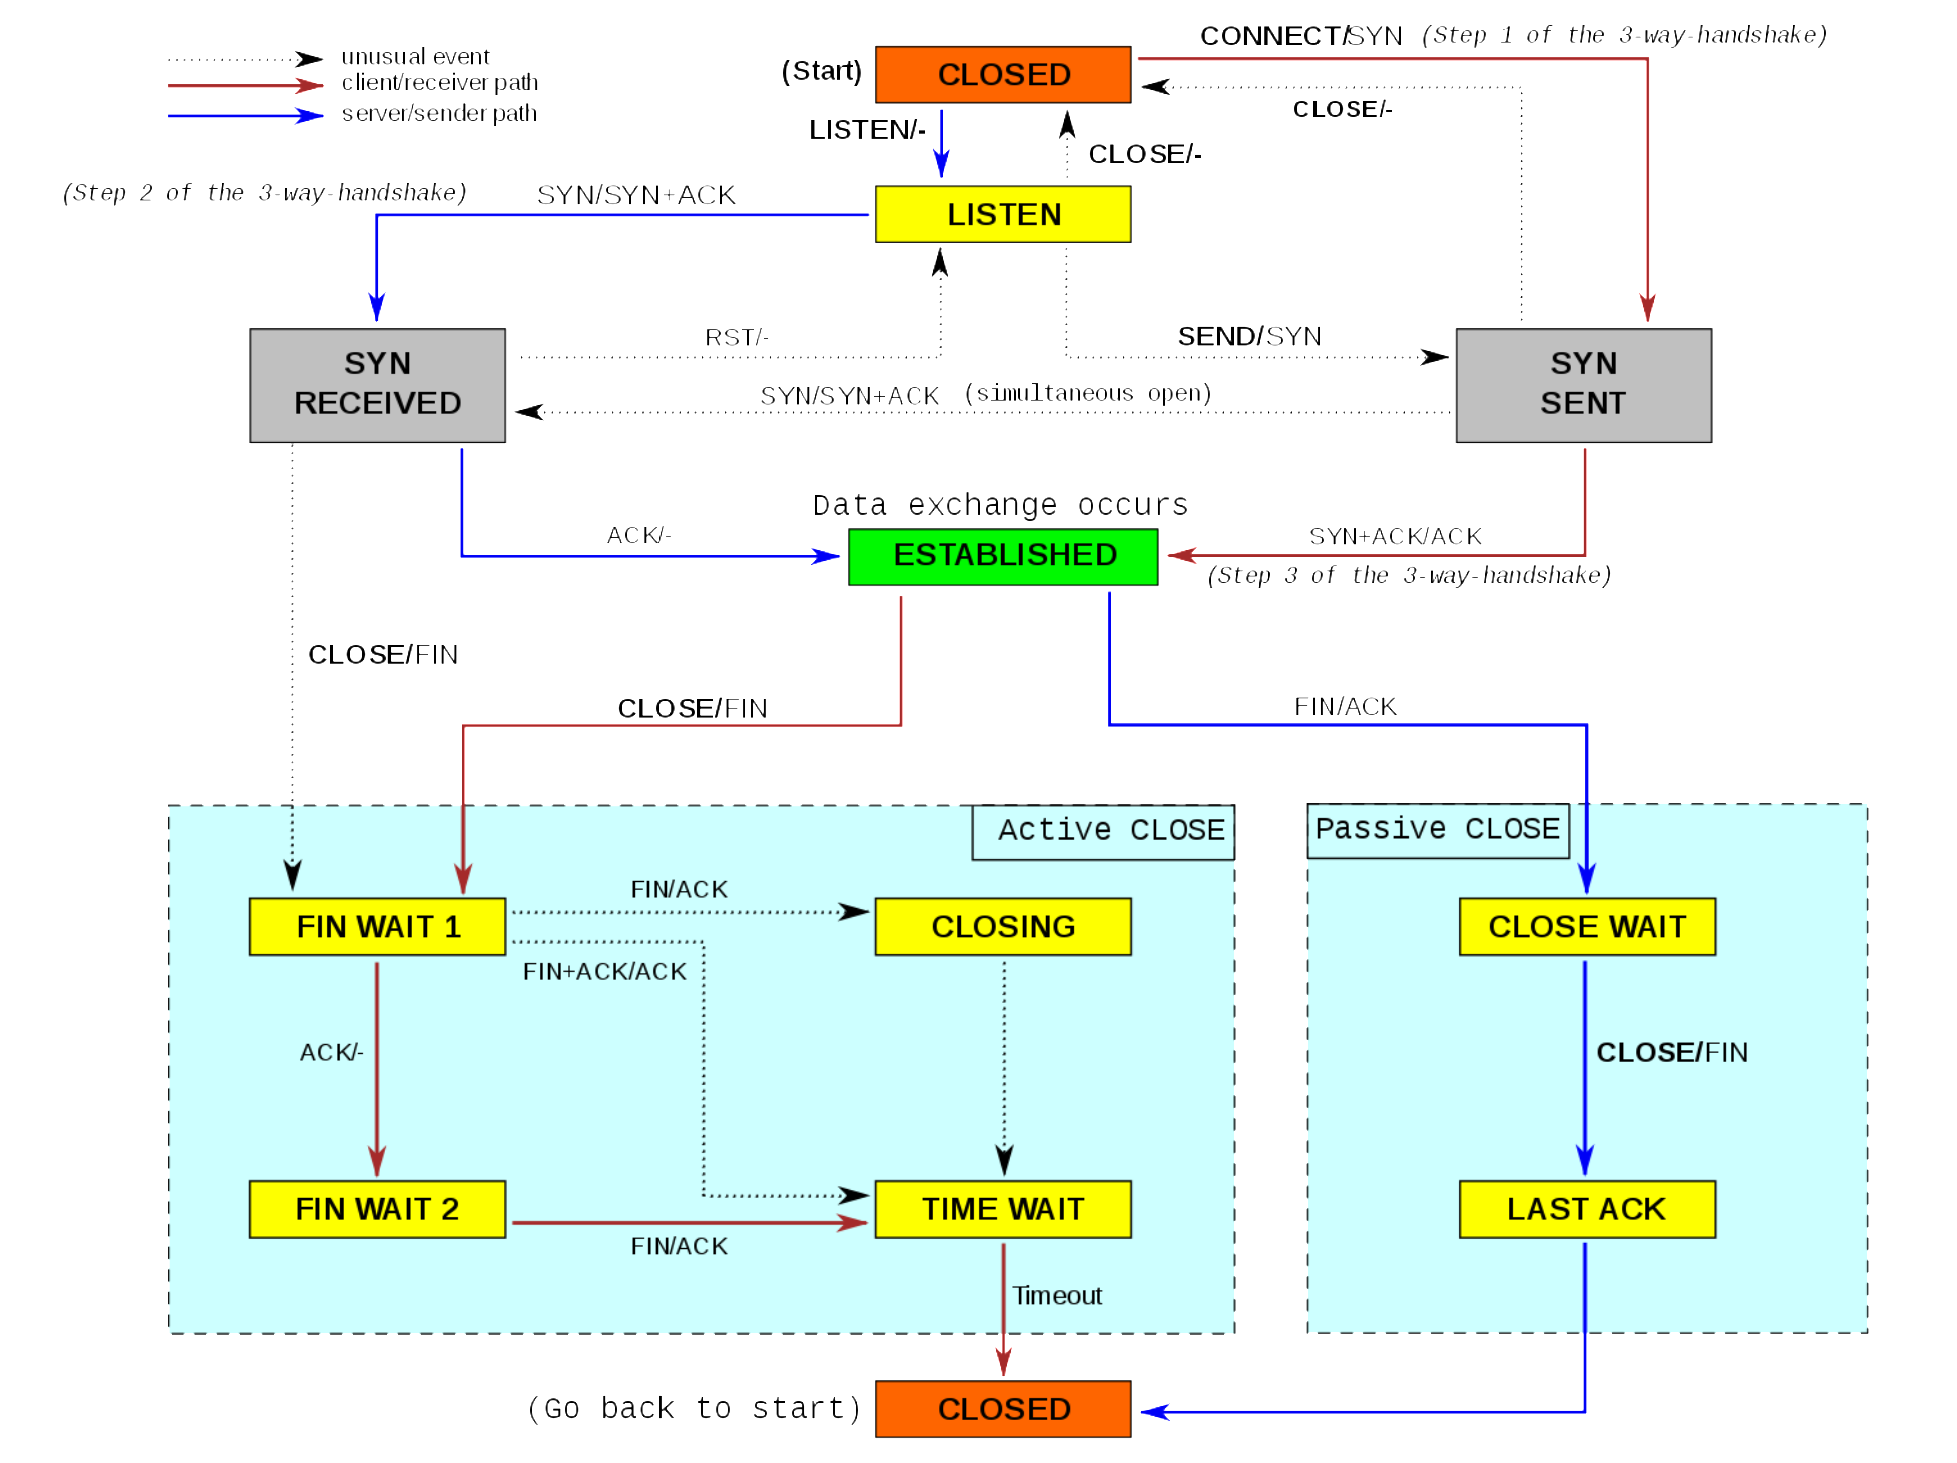 CONNECT/SYN (Step 1 of the 3-way-handshake)
unusual event
client/receiver path
server/sender path
(Start)
CLOSED
CLOSE/-
LISTEN/-
CLOSE/-
(Step 2 of the 3-way-handshake)
SYN/SYN+ACK
LISTEN
RST/-
SEND/SYN
SYN
RECEIVED
SYN
SENT
SYN/SYN+ACK (simultaneous open)
Data exchange occurs
ACK/-
ESTABLISHED
SYN+ACK/ACK
(Step 3 of the 3-way-handshake)
CLOSE/FIN
CLOSE/FIN
FIN/ACK
Active CLOSE
Passive CLOSE
FIN/ACK
FIN WAIT 1
CLOSING
CLOSE WAIT
FIN+ACK/ACK
ACK/-
CLOSE/FIN
FIN WAIT 2
TIME WAIT
LAST ACK
FIN/ACK
Timeout
(Go back to start)
CLOSED